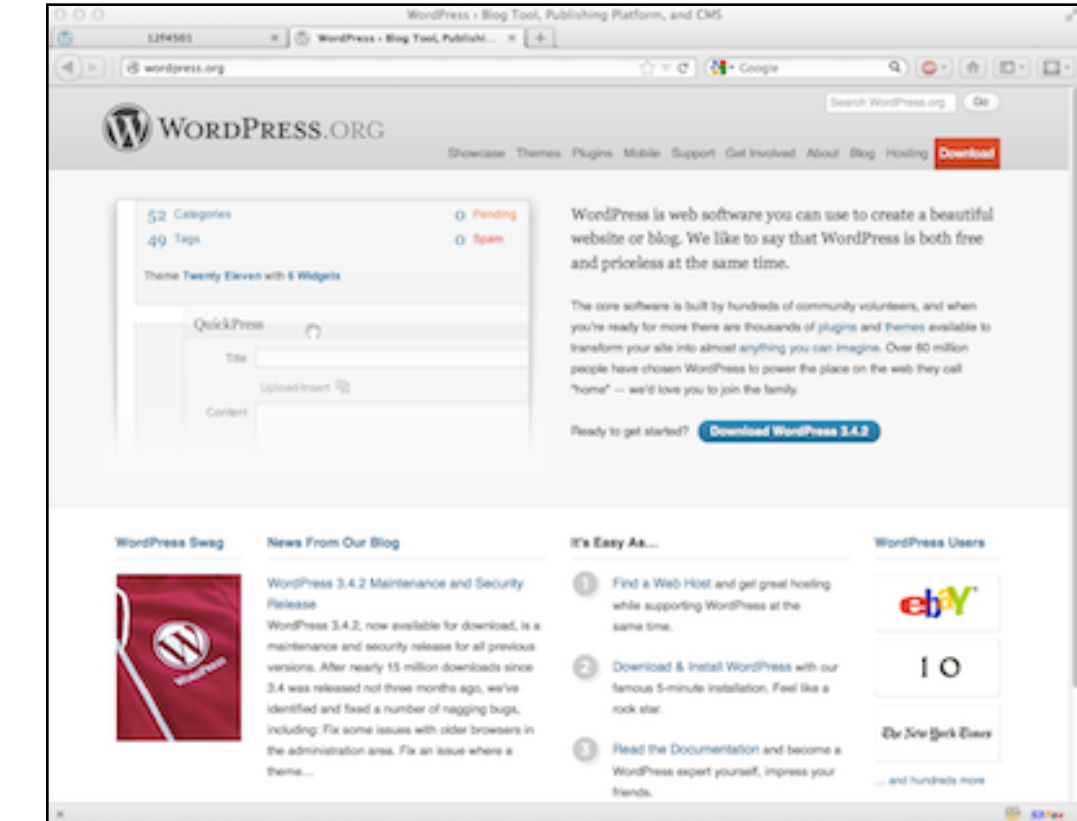 WordPress › Blog Tool, Publishing Platform, and CMS
12f4501
WordPress › Blog Tool, Publishi...
wordpress.org
Google
Search WordPress.org
Go
WORDPRESS.ORG
Showcase Themes Plugins Mobile Support Get Involved About Blog Hosting Download
52 Categories 0 Pending
49 Tags 0 Spam
Theme Twenty Eleven with 6 Widgets
QuickPress
Title
Upload/Insert
Content
WordPress is web software you can use to create a beautiful
website or blog. We like to say that WordPress is both free
and priceless at the same time.
The core software is built by hundreds of community volunteers, and when
you're ready for more there are thousands of plugins and themes available to
transform your site into almost anything you can imagine. Over 60 million
people have chosen WordPress to power the place on the web they call
"home" — we'd love you to join the family.
Ready to get started? Download WordPress 3.4.2
WordPress Swag
WordPress
News From Our Blog
WordPress 3.4.2 Maintenance and Security
Release
WordPress 3.4.2, now available for download, is a
maintenance and security release for all previous
versions. After nearly 15 million downloads since
3.4 was released not three months ago, we've
identified and fixed a number of nagging bugs,
including: Fix some issues with older browsers in
the administration area. Fix an issue where a
theme...
It's Easy As...
1 Find a Web Host and get great hosting
while supporting WordPress at the
same time.
2 Download & Install WordPress with our
famous 5-minute installation. Feel like a
rock star.
3 Read the Documentation and become a
WordPress expert yourself, impress your
friends.
WordPress Users
ebay
10
The New York Times
... and hundreds more